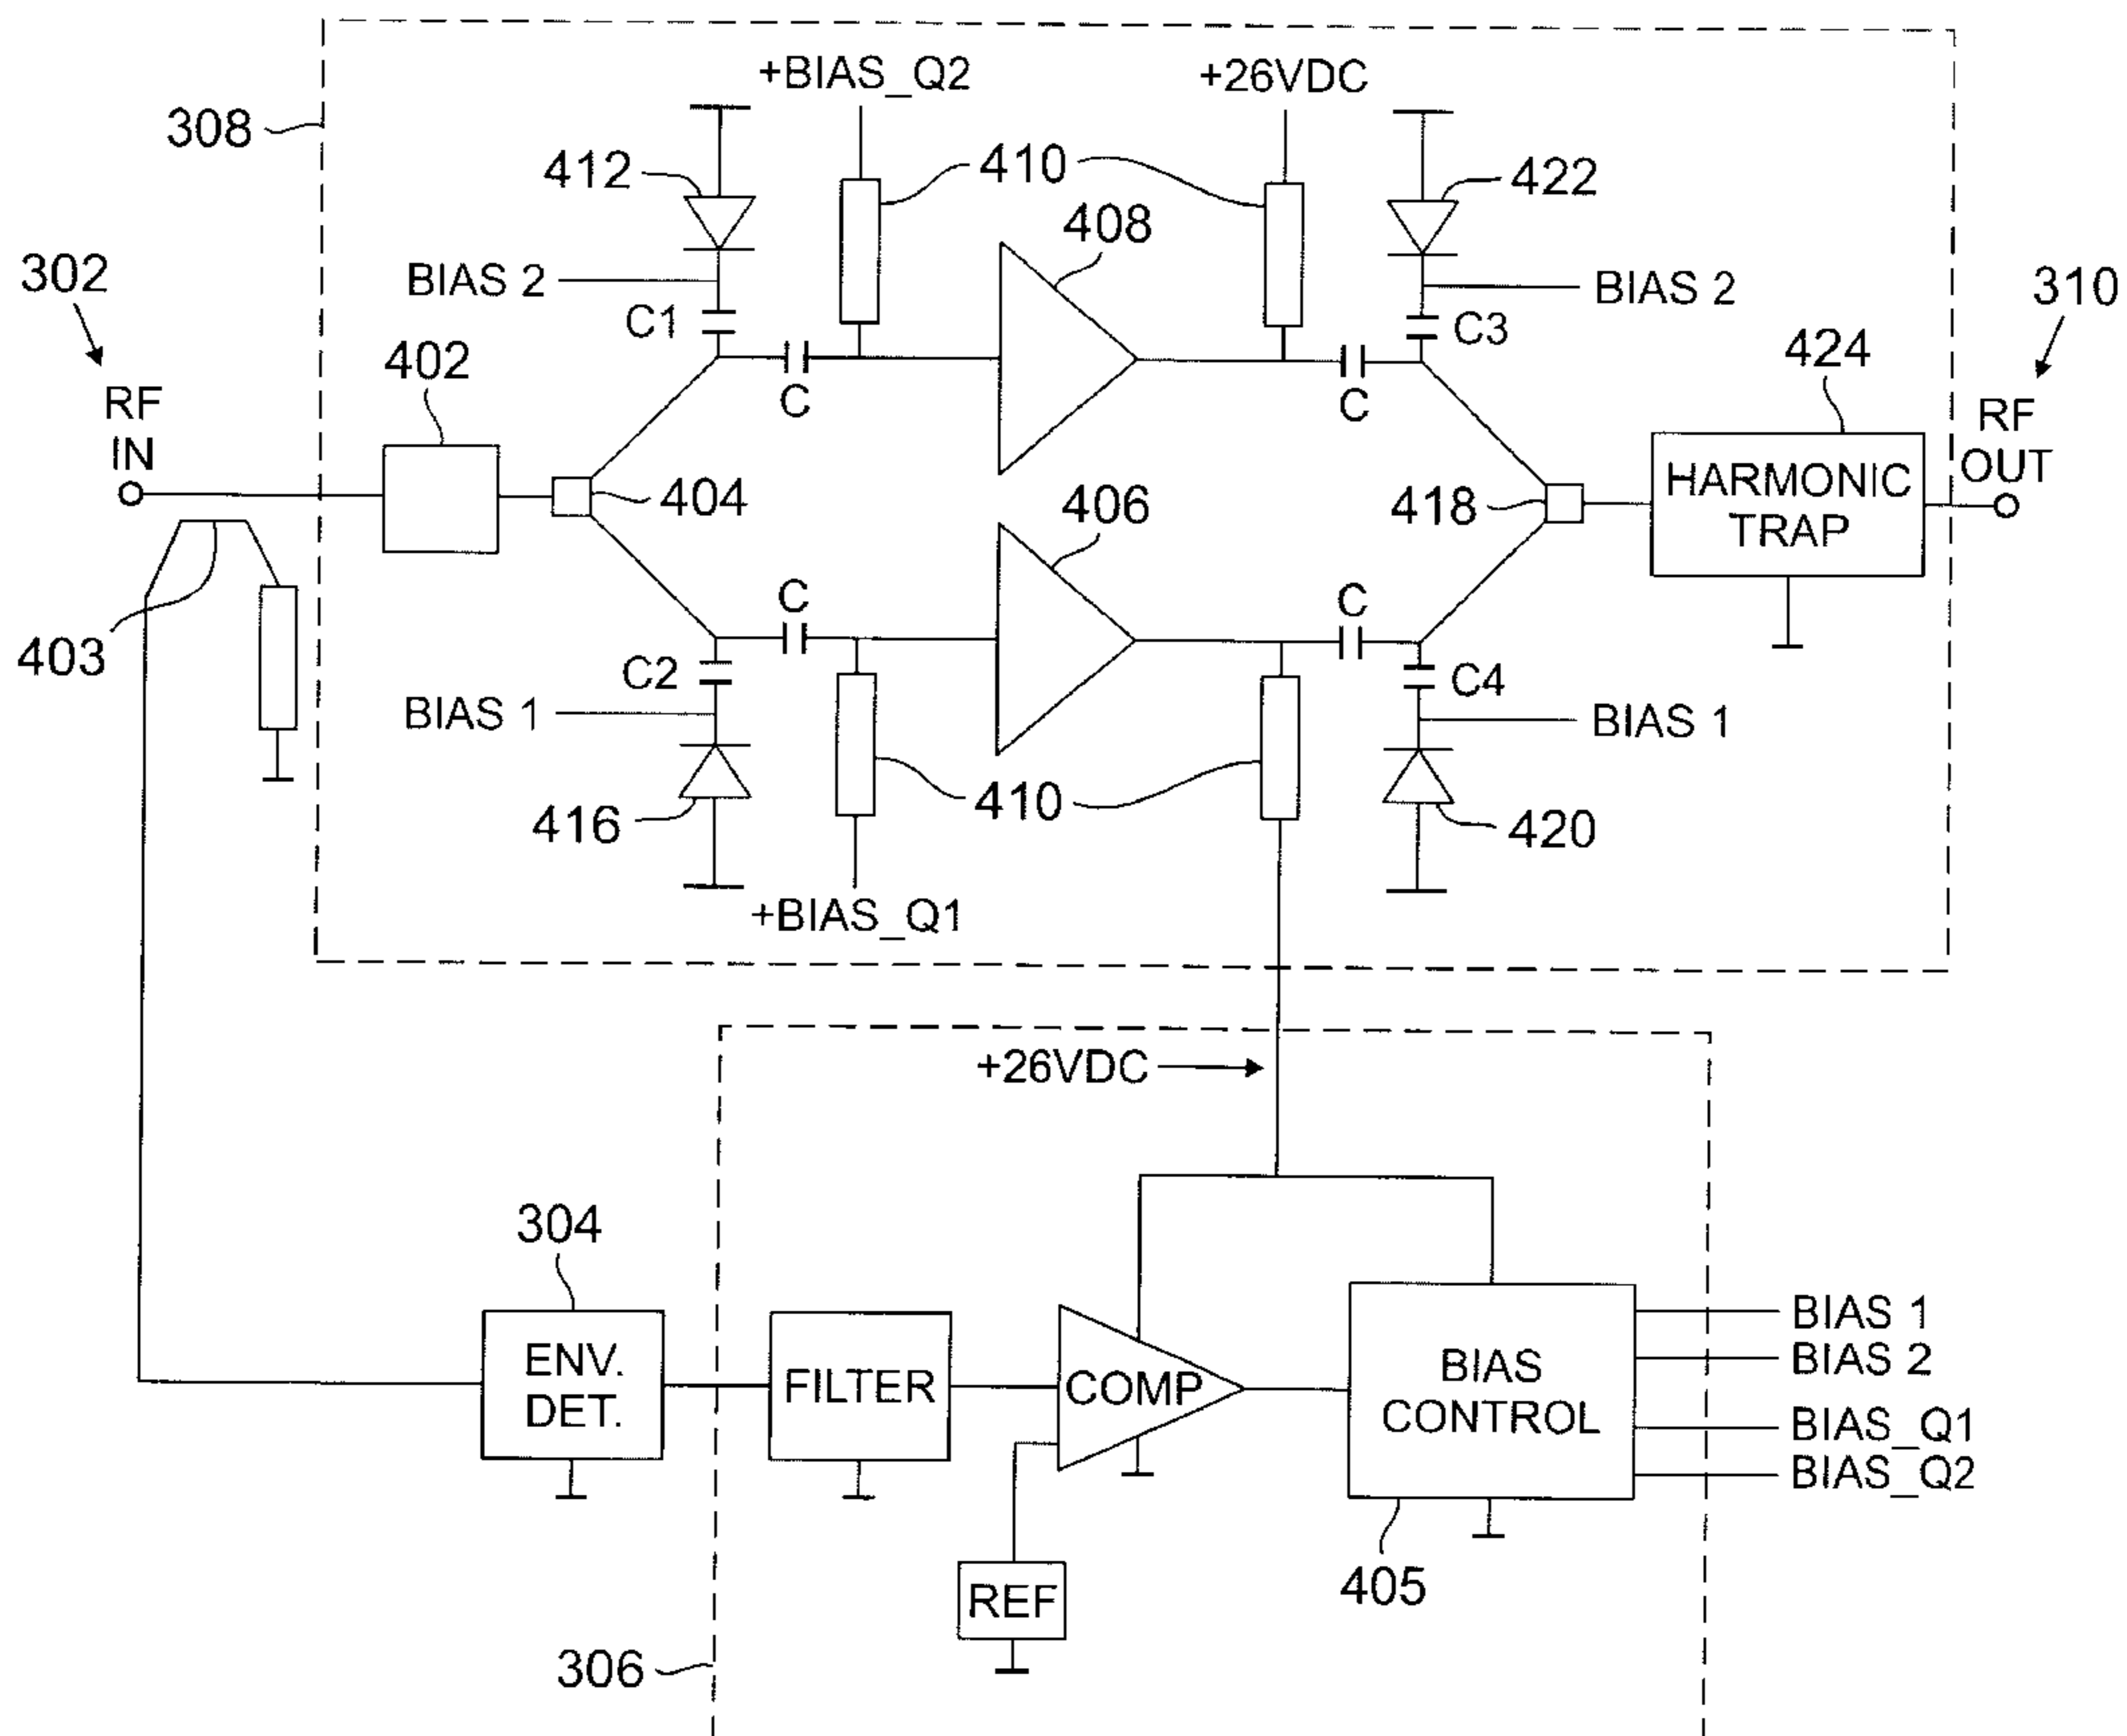 +BIAS_Q2
+26VDC
308
412
410
422
408
302
BIAS 2
BIAS 2
310
C1
C3
402
424
RF
IN
C
C
RF
OUT
404
406
418
HARMONIC
TRAP
C
C
403
C2
C4
BIAS 1
BIAS 1
416
410
420
+BIAS_Q1
+26VDC
304
ENV.
DET.
FILTER
COMP
BIAS
CONTROL
BIAS 1
BIAS 2
BIAS_Q1
BIAS_Q2
REF
405
306